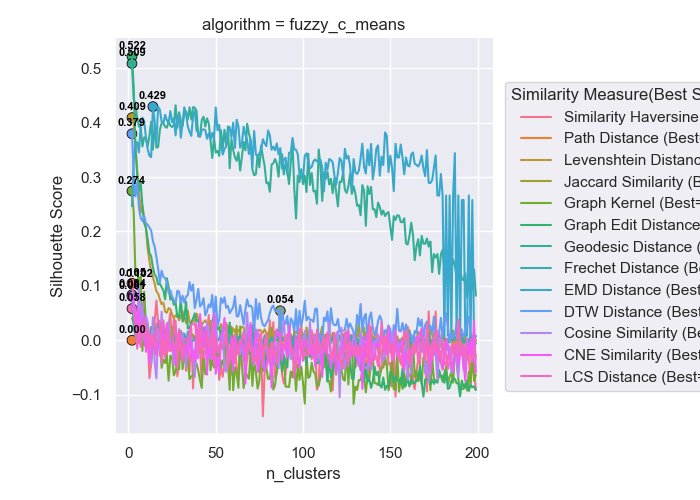 algorithm = fuzzy_c_means
0.522
0.509
0.429
0.409
0.379
0.274
0.054
0.058
0.000
0.5
0.4
0.3
0.2
0.1
0.0
−0.1
Silhouette Score
0
50
100
150
200
n_clusters
Similarity Measure(Best S
Similarity Haversine
Path Distance (Best=
Levenshtein Distanc
Jaccard Similarity (B
Graph Kernel (Best=
Graph Edit Distance
Geodesic Distance (
Frechet Distance (Be
EMD Distance (Best
DTW Distance (Best
Cosine Similarity (Be
CNE Similarity (Best
LCS Distance (Best=